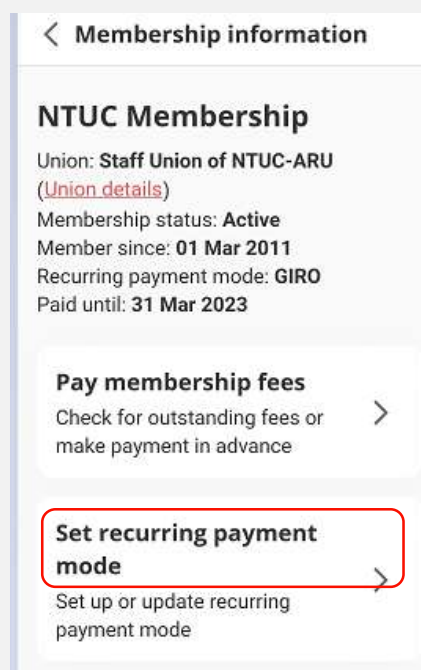 Membership information
NTUC Membership
Union: Staff Union of NTUC-ARU
(Union details)
Membership status: Active
Member since: 01 Mar 2011
Recurring payment mode: GIRO
Paid until: 31 Mar 2023
Pay membership fees
Check for outstanding fees or
make payment in advance
Set recurring payment
mode
Set up or update recurring
payment mode